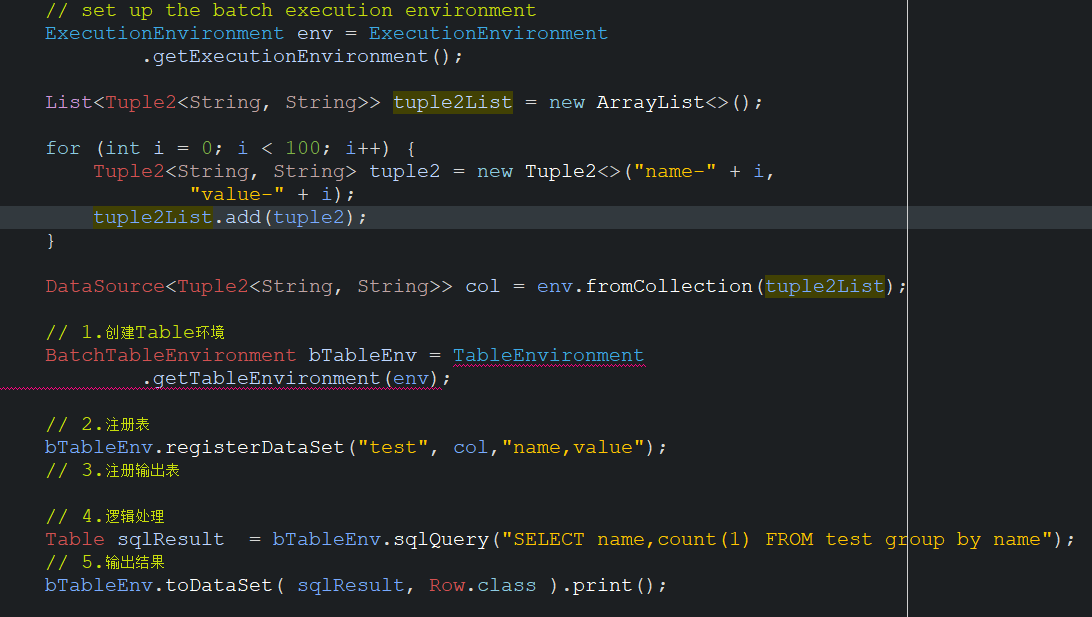 // set up the batch execution environment
ExecutionEnvironment env = ExecutionEnvironment
.getExecutionEnvironment();
List<Tuple2<String, String>> tuple2List = new ArrayList<>();
for (int i = 0; i < 100; i++) {
Tuple2<String, String> tuple2 = new Tuple2<>("name-" + i,
"value-" + i);
tuple2List.add(tuple2);
}
DataSource<Tuple2<String, String>> col = env.fromCollection(tuple2List);
// 1.创建Table环境
BatchTableEnvironment bTableEnv = TableEnvironment
.getTableEnvironment(env);
// 2.注册表
bTableEnv.registerDataSet("test", col,"name,value");
// 3.注册输出表
// 4.逻辑处理
Table sqlResult  = bTableEnv.sqlQuery("SELECT name,count(1) FROM test group by name");
// 5.输出结果
bTableEnv.toDataSet( sqlResult, Row.class ).print();